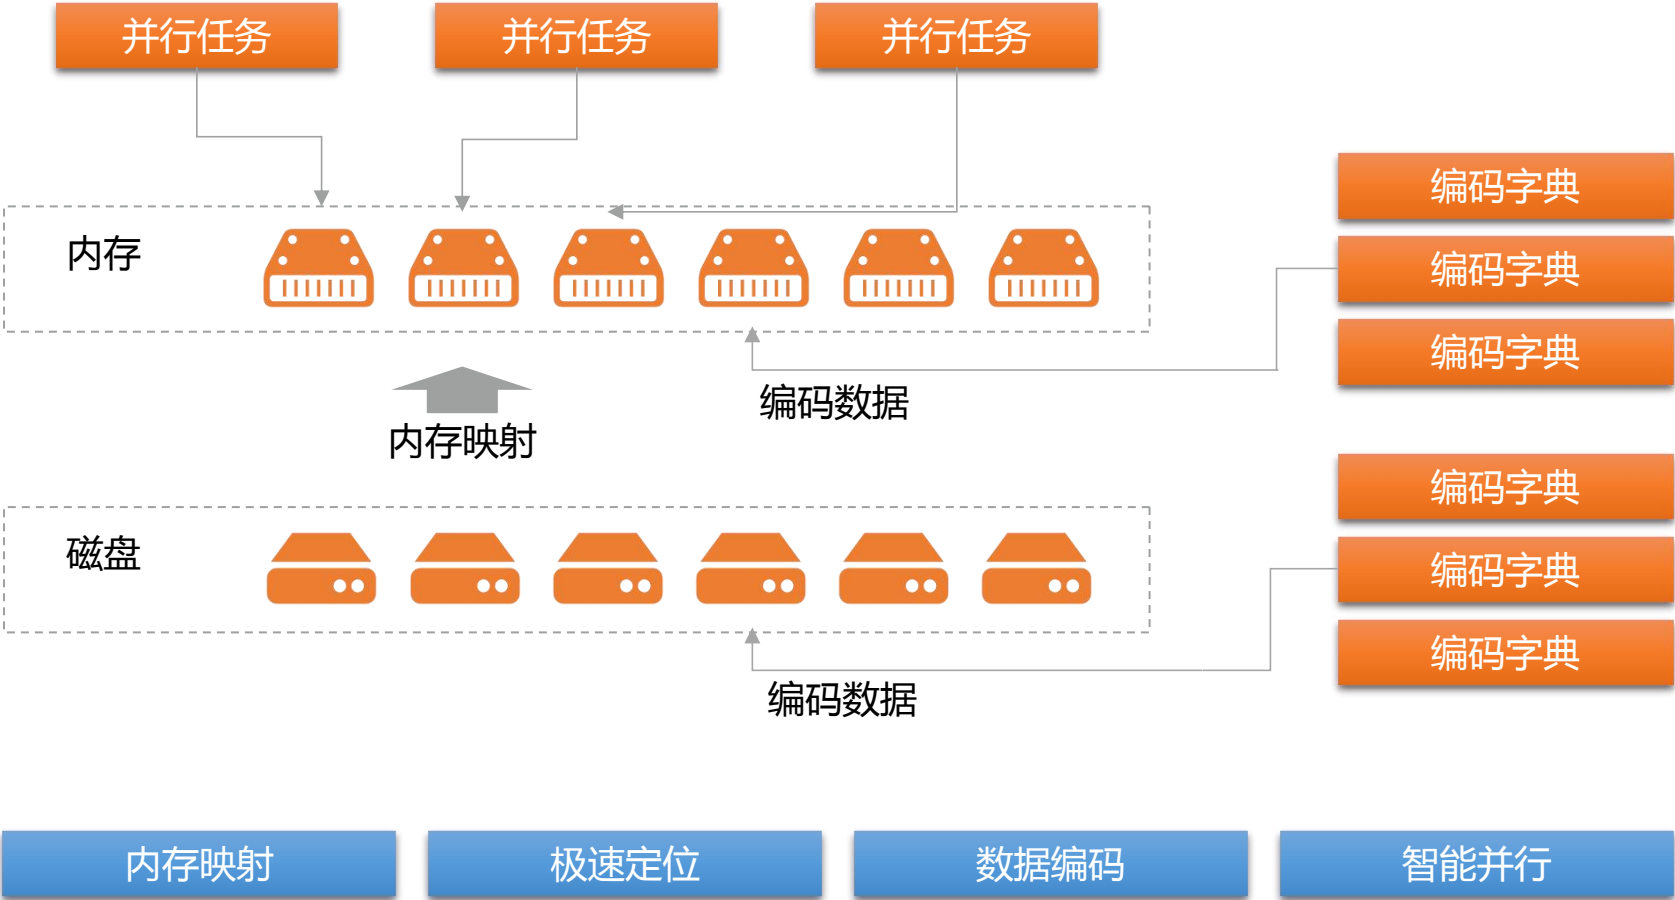 并行任务
并行任务
并行任务
内存
编码字典
编码字典
编码字典
编码数据
内存映射
磁盘
编码字典
编码字典
编码字典
编码数据
内存映射
极速定位
数据编码
智能并行